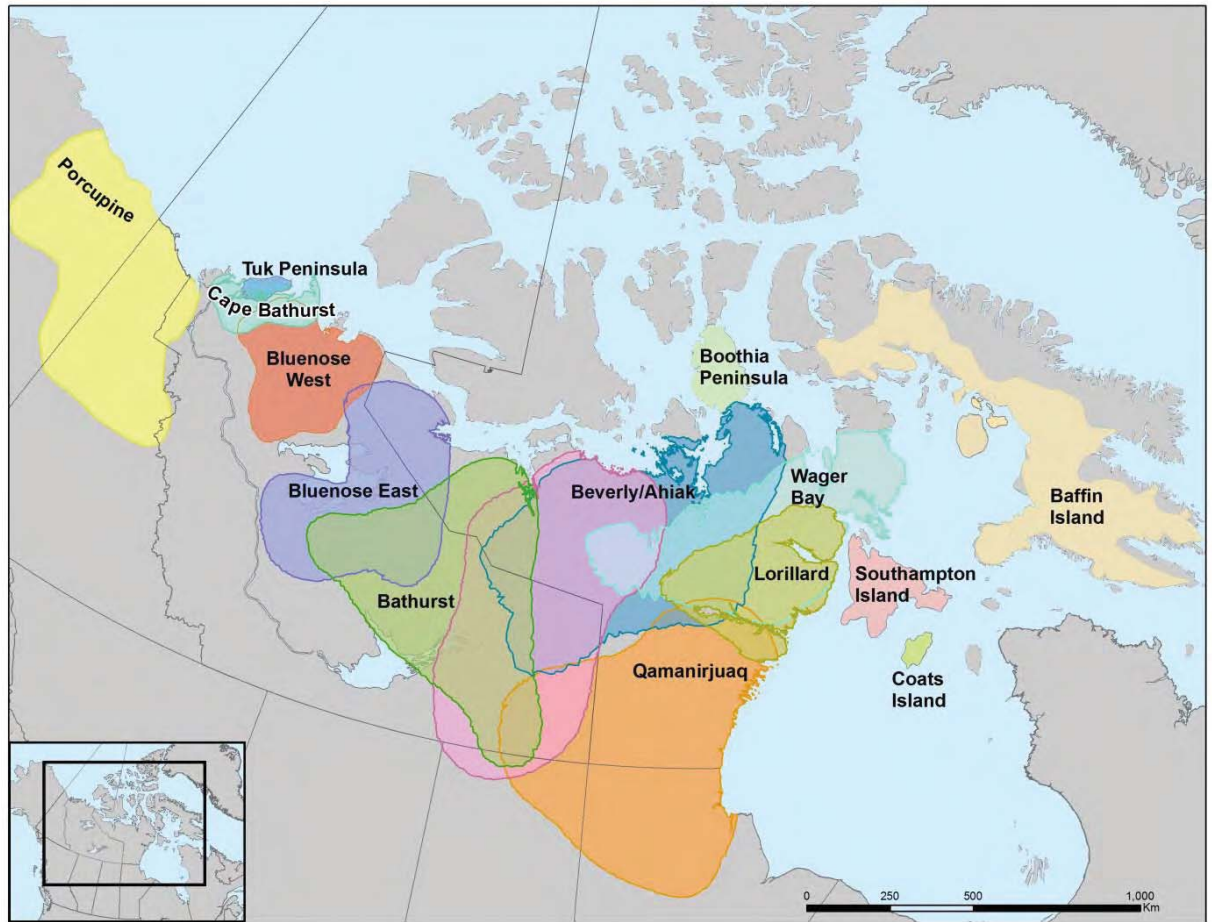 Porcupine
Tuk Peninsula
Cape Bathurst
Bluenose
West
Boothia
Peninsula
Bluenose East
Beverly/Ahiak
Wager
Bay
Baffin
Island
Bathurst
Lorillard
Southampton
Island
Qamanirjuaq
Coats
Island
0 250 500 1,000
Km